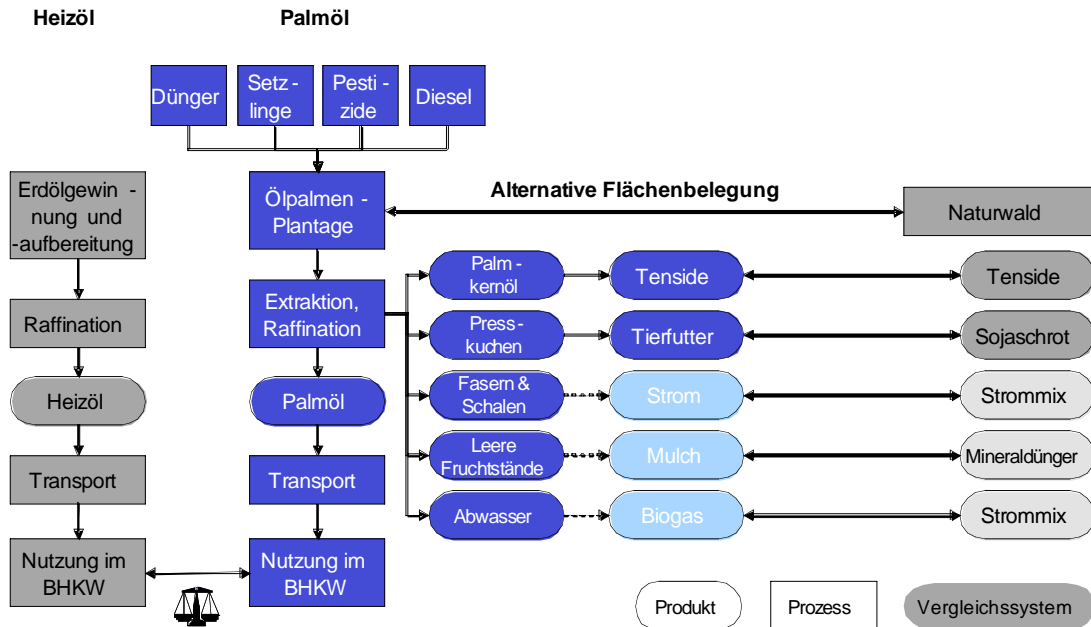 Heizöl
Palmöl
Dünger
Setz -
linge
Pesti -
zide
Diesel
Erdölgewin -
nung und
-aufbereitung
Ölpalmen -
Plantage
Alternative Flächenbelegung
Naturwald
Raffination
Extraktion,
Raffination
Palm -
kernöl
Tenside
Tenside
Press -
kuchen
Tierfutter
Sojaschrot
Heizöl
Palmöl
Fasern &
Schalen
Strom
Strommix
Leere
Fruchtstände
Mulch
Mineraldünger
Transport
Transport
Abwasser
Biogas
Strommix
Nutzung im
BHKW
Nutzung im
BHKW
Produkt
Prozess
Vergleichssystem